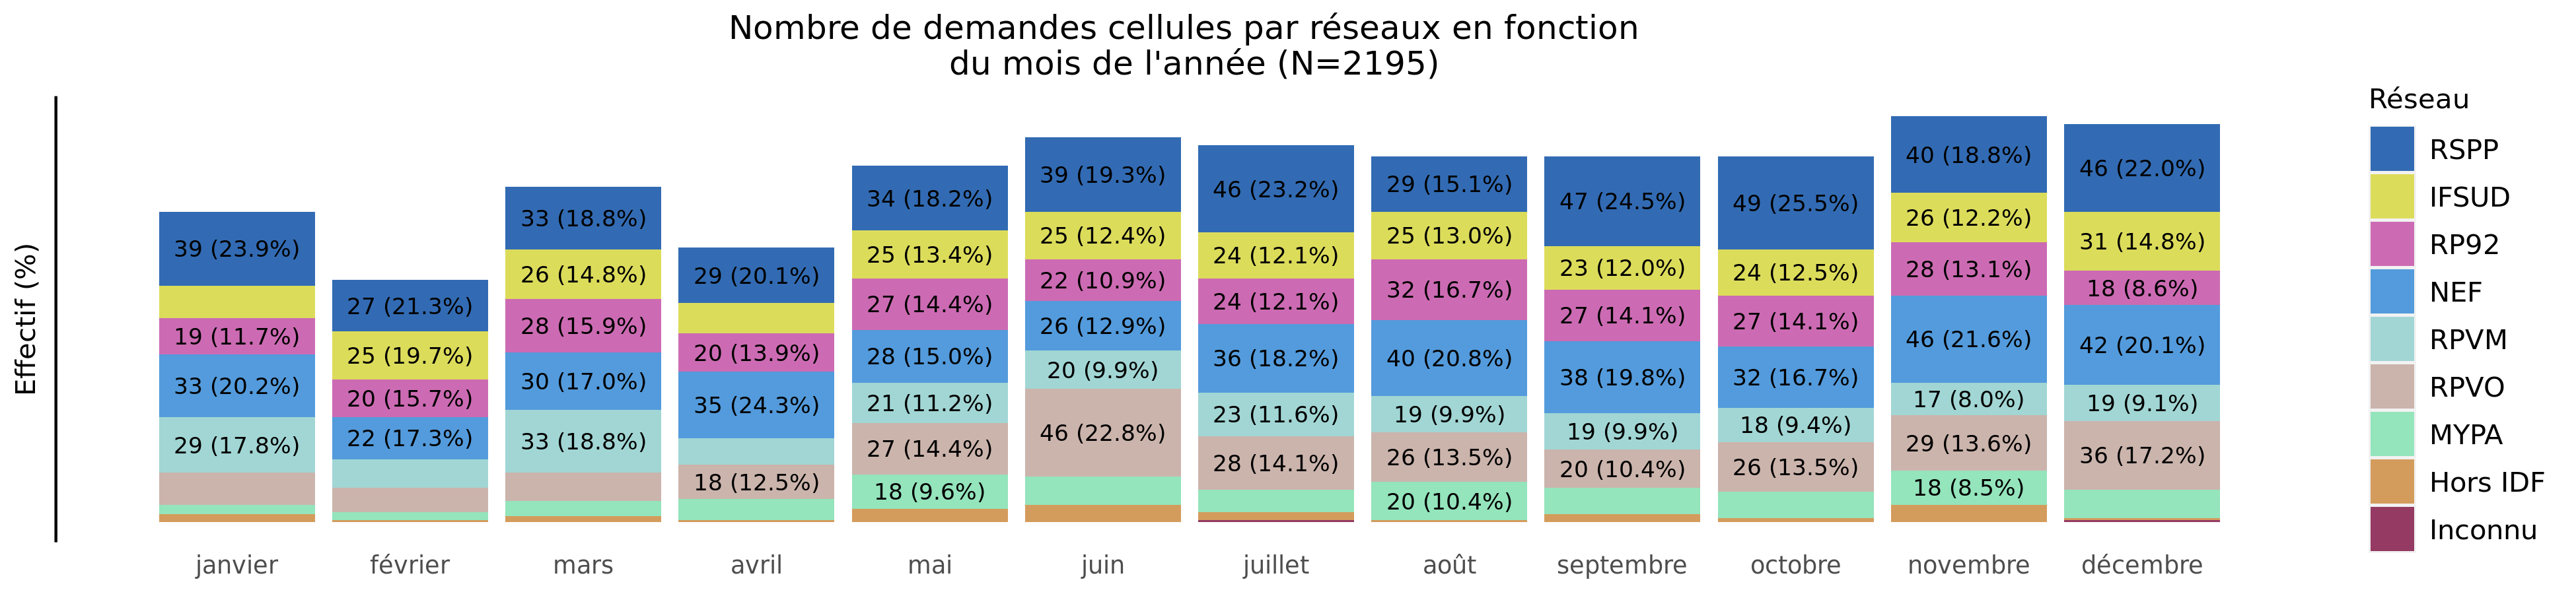 Nombre de demandes cellules par réseaux en fonction
du mois de l'année (N=2195)
Effectif (%)
39 (23.9%)
19 (11.7%)
33 (20.2%)
29 (17.8%)
janvier
27 (21.3%)
25 (19.7%)
20 (15.7%)
22 (17.3%)
février
33 (18.8%)
26 (14.8%)
28 (15.9%)
30 (17.0%)
33 (18.8%)
mars
29 (20.1%)
20 (13.9%)
35 (24.3%)
18 (12.5%)
avril
34 (18.2%)
25 (13.4%)
27 (14.4%)
28 (15.0%)
21 (11.2%)
27 (14.4%)
18 (9.6%)
mai
39 (19.3%)
25 (12.4%)
22 (10.9%)
26 (12.9%)
20 (9.9%)
46 (22.8%)
juin
46 (23.2%)
24 (12.1%)
24 (12.1%)
36 (18.2%)
23 (11.6%)
28 (14.1%)
juillet
29 (15.1%)
25 (13.0%)
32 (16.7%)
40 (20.8%)
19 (9.9%)
26 (13.5%)
20 (10.4%)
août
47 (24.5%)
23 (12.0%)
27 (14.1%)
38 (19.8%)
19 (9.9%)
20 (10.4%)
septembre
49 (25.5%)
24 (12.5%)
27 (14.1%)
32 (16.7%)
18 (9.4%)
26 (13.5%)
octobre
40 (18.8%)
26 (12.2%)
28 (13.1%)
46 (21.6%)
17 (8.0%)
29 (13.6%)
18 (8.5%)
novembre
46 (22.0%)
31 (14.8%)
18 (8.6%)
42 (20.1%)
19 (9.1%)
36 (17.2%)
décembre
Réseau
RSPP
IFSUD
RP92
NEF
RPVM
RPVO
MYPA
Hors IDF
Inconnu